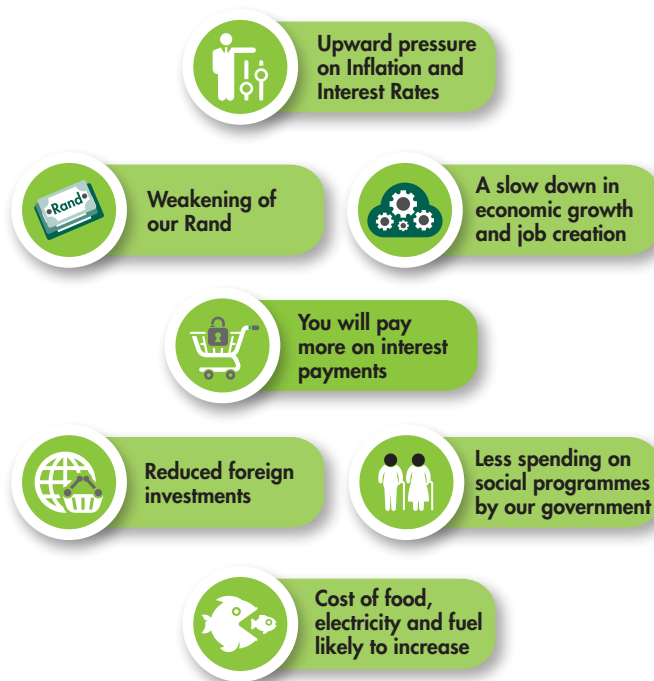 Upward pressure
on Inflation and
Interest Rates
Rand
Weakening of
our Rand
A slow down in
economic growth
and job creation
You will pay
more on interest
payments
Reduced foreign
investments
Less spending on
social programmes
by our government
Cost of food,
electricity and fuel
likely to increase